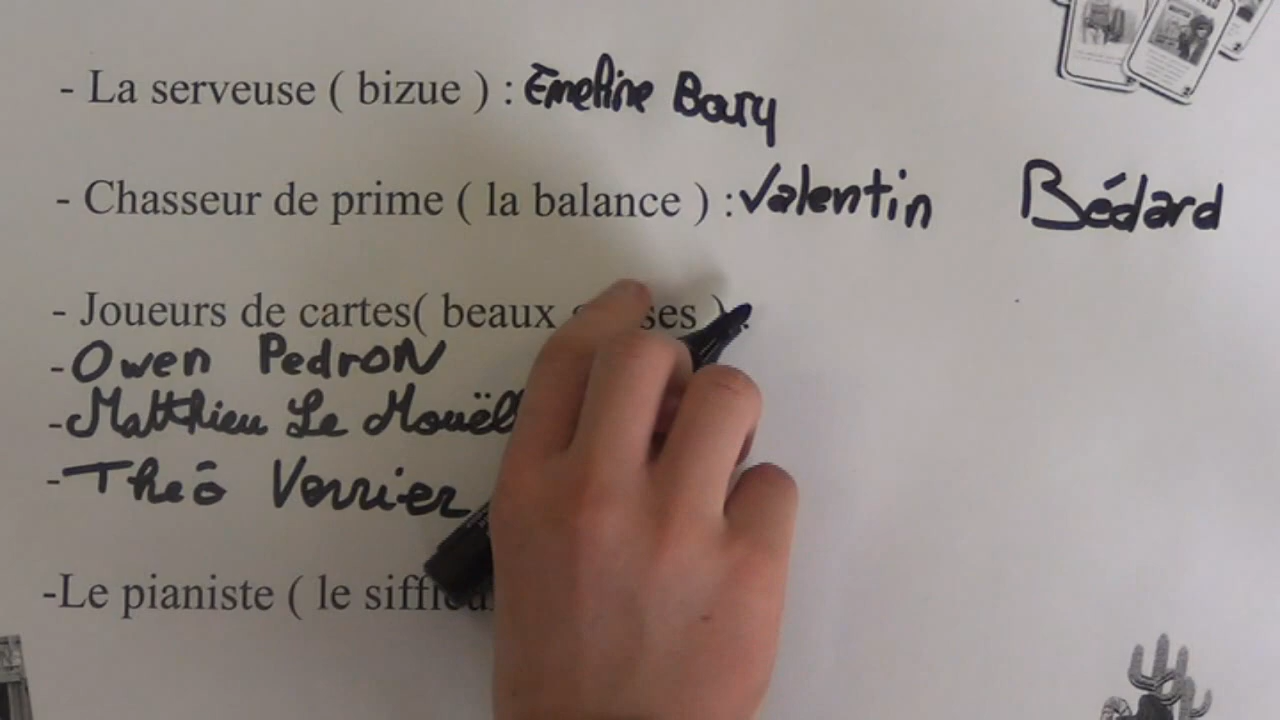 - La serveuse ( bizue ) : Emeline Bary
- Chasseur de prime ( la balance ) : Valentin Bédard
- Joueurs de cartes( beaux
- Owen Pedron
- Matthieu Le Mouël
- Théo Verrier
-Le pianiste ( le